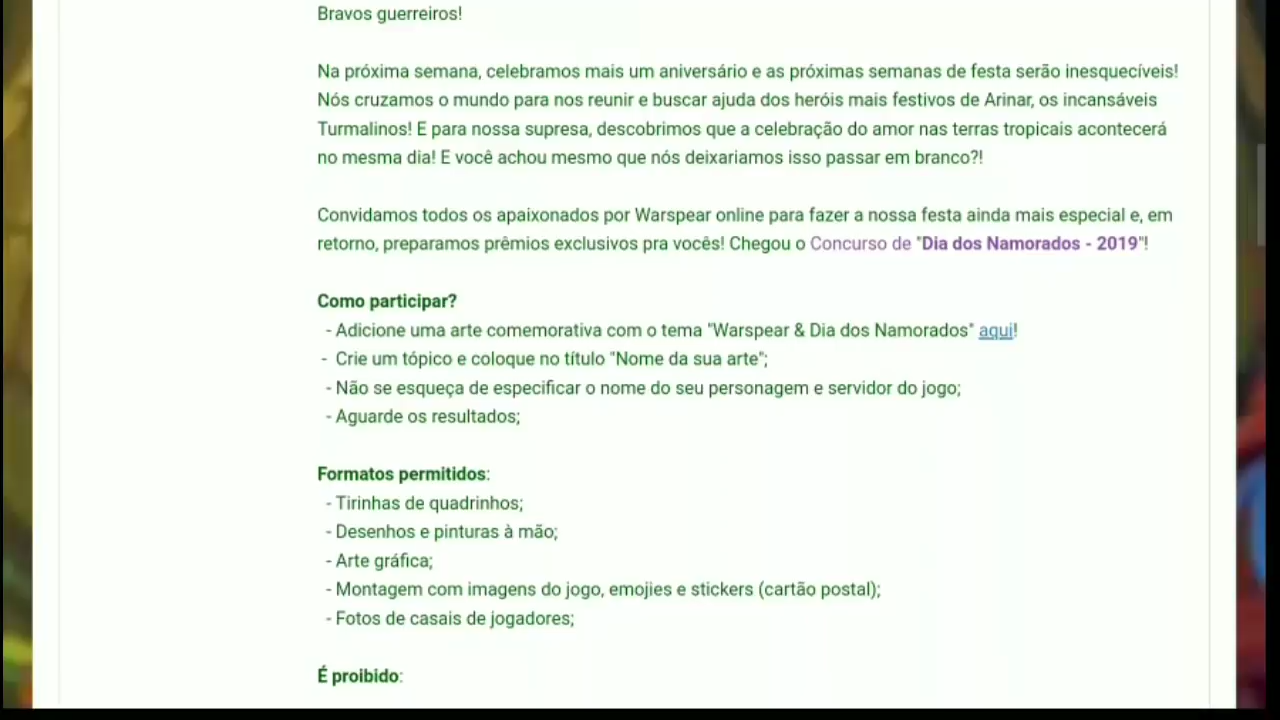 Bravos guerreiros!
Na próxima semana, celebramos mais um aniversário e as próximas semanas de festa serão inesquecíveis!
Nós cruzamos o mundo para nos reunir e buscar ajuda dos heróis mais festivos de Arinar, os incansáveis
Turmalinos! E para nossa supresa, descobrimos que a celebração do amor nas terras tropicais acontecerá
no mesma dia! E você achou mesmo que nós deixariamos isso passar em branco?!
Convidamos todos os apaixonados por Warspear online para fazer a nossa festa ainda mais especial e, em
retorno, preparamos prêmios exclusivos pra vocês! Chegou o Concurso de "Dia dos Namorados - 2019"!
Como participar?
- Adicione uma arte comemorativa com o tema "Warspear & Dia dos Namorados" aqui!
- Crie um tópico e coloque no título "Nome da sua arte";
- Não se esqueça de especificar o nome do seu personagem e servidor do jogo;
- Aguarde os resultados;
Formatos permitidos:
- Tirinhas de quadrinhos;
- Desenhos e pinturas à mão;
- Arte gráfica;
- Montagem com imagens do jogo, emojies e stickers (cartão postal);
- Fotos de casais de jogadores;
É proibido: